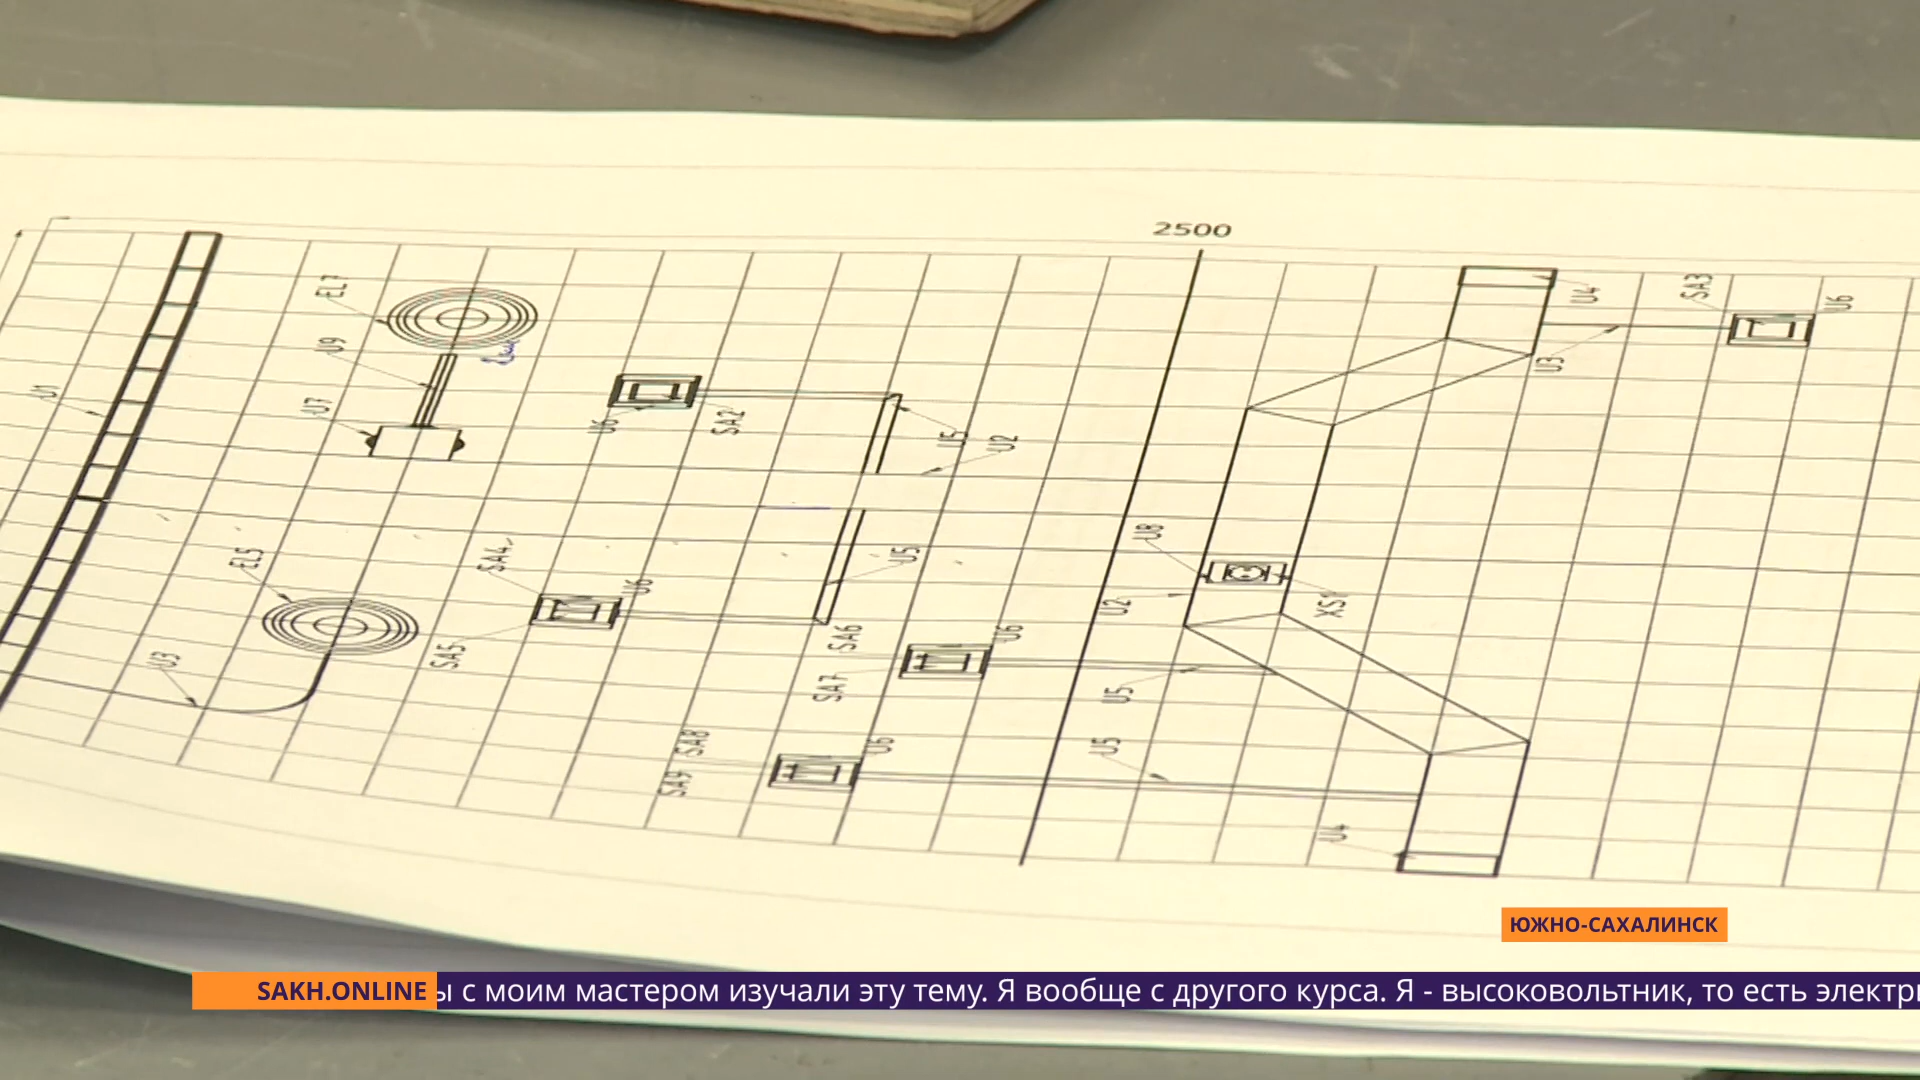 2500
EL7
U4
SA3
U6
U9
U3
U1
U7
U6
SA2
U5
U2
U8
EL5
SA4
U6
U5
U2
XS1
SA5
SA6
U6
U3
SA7
U5
SA8
U6
U5
SA9
U4
ЮЖНО-САХАЛИНСК
SAKH.ONLINE
ы с моим мастером изучали эту тему. Я вообще с другого курса. Я - высоковольтник, то есть электр